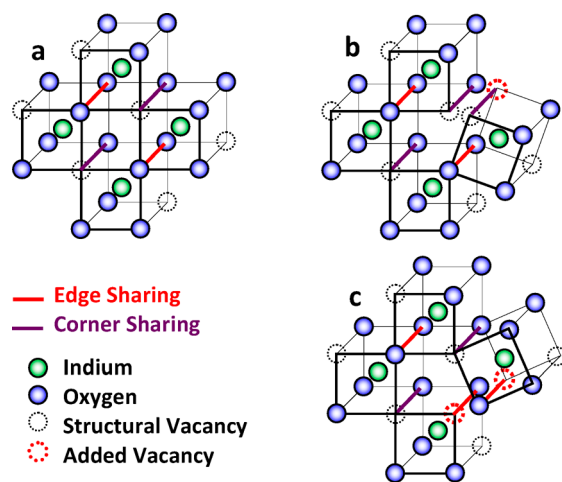 a
b
c
Edge Sharing
Corner Sharing
Indium
Oxygen
Structural Vacancy
Added Vacancy